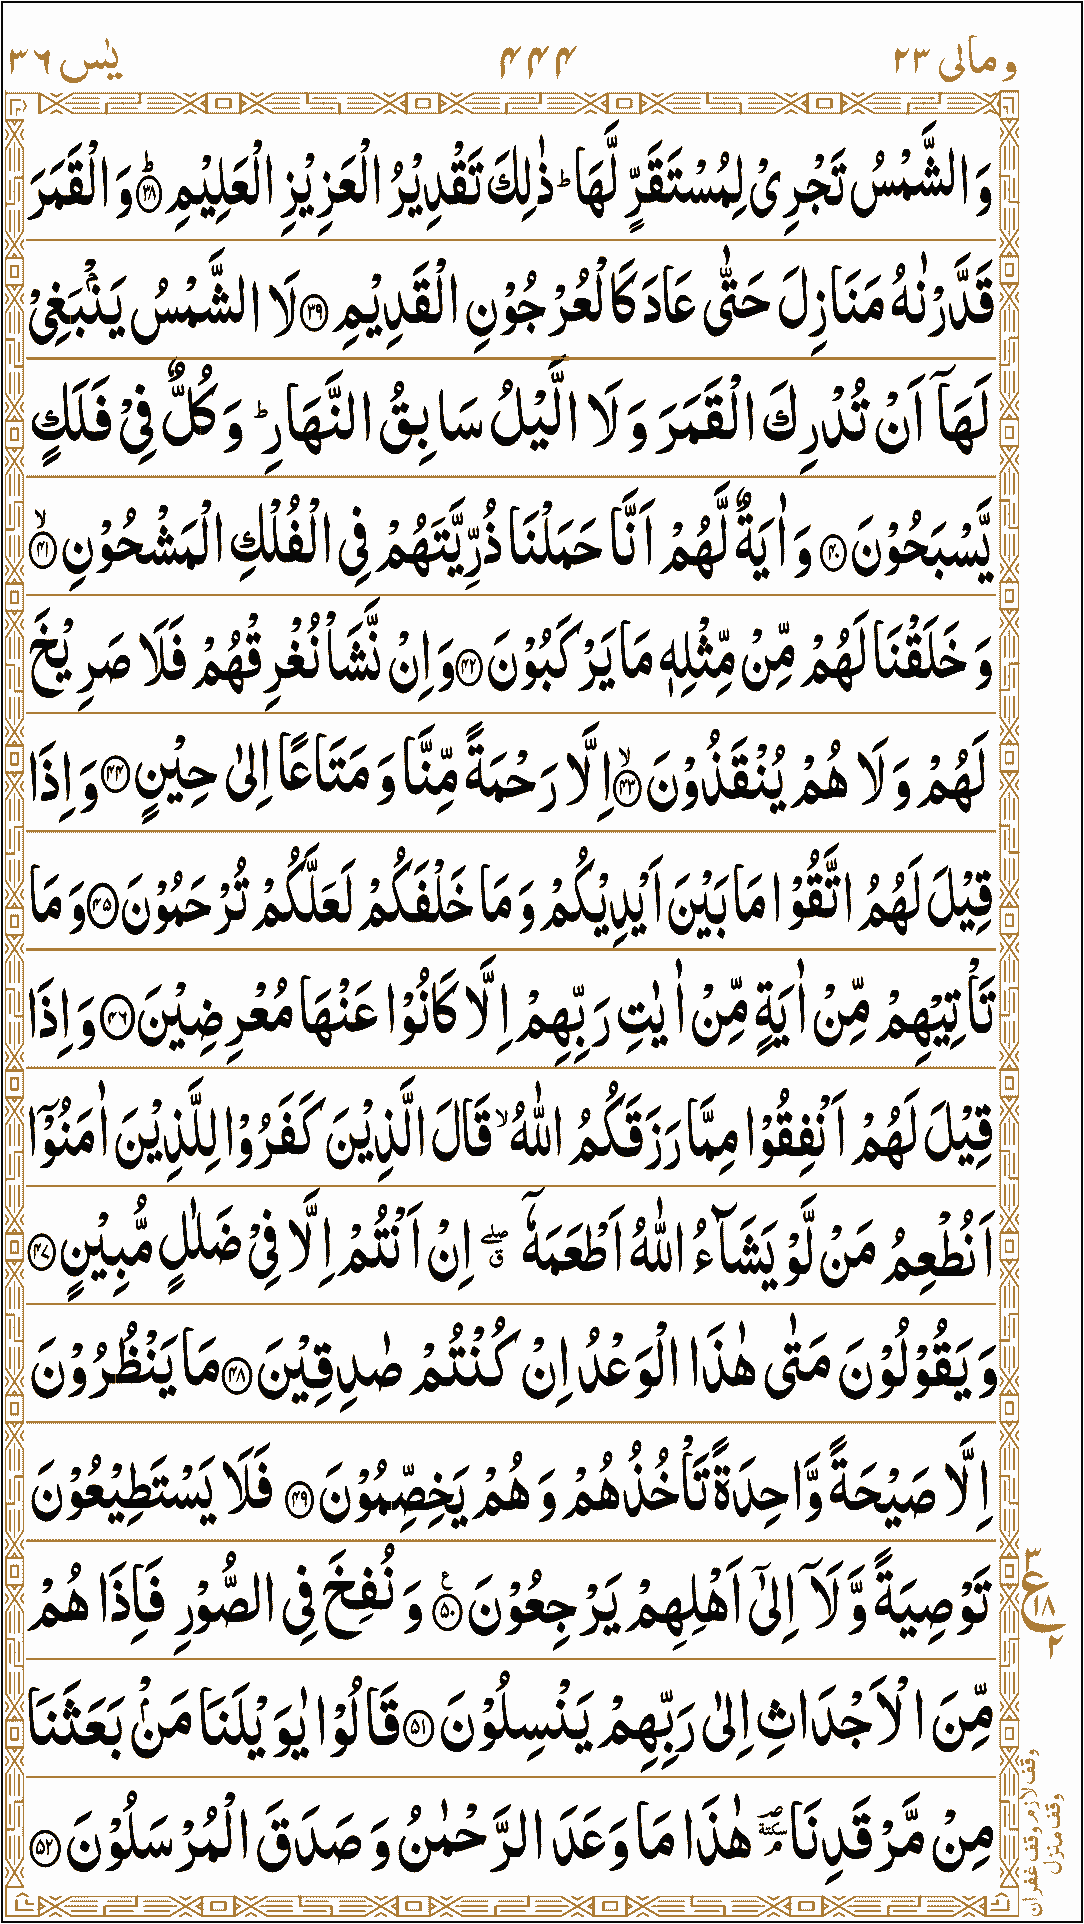 و مالی ۲۳ ۴۴۴ یٰس ۳۶
وَ الشَّمْسُ تَجْرِیْ لِمُسْتَقَرٍّ لَّهَا ؕ ذٰلِكَ تَقْدِیْرُ الْعَزِیْزِ الْعَلِیْمِ ؕ﴿۳۸﴾ وَ الْقَمَرَ
قَدَّرْنٰهُ مَنَازِلَ حَتّٰی عَادَ كَالْعُرْجُوْنِ الْقَدِیْمِ ﴿۳۹﴾ لَا الشَّمْسُ یَنْۢبَغِیْ
لَهَاۤ اَنْ تُدْرِكَ الْقَمَرَ وَ لَا الَّیْلُ سَابِقُ النَّهَارِ ؕ وَ كُلٌّ فِیْ فَلَكٍ
یَّسْبَحُوْنَ ﴿۴۰﴾ وَ اٰیَةٌ لَّهُمْ اَنَّا حَمَلْنَا ذُرِّیَّتَهُمْ فِی الْفُلْكِ الْمَشْحُوْنِ ۙ﴿۴۱﴾
وَ خَلَقْنَا لَهُمْ مِّنْ مِّثْلِهٖ مَا یَرْكَبُوْنَ ﴿۴۲﴾ وَ اِنْ نَّشَاْ نُغْرِقْهُمْ فَلَا صَرِیْخَ
لَهُمْ وَ لَا هُمْ یُنْقَذُوْنَ ۙ﴿۴۳﴾ اِلَّا رَحْمَةً مِّنَّا وَ مَتَاعًا اِلٰی حِیْنٍ ﴿۴۴﴾ وَ اِذَا
قِیْلَ لَهُمُ اتَّقُوْا مَا بَیْنَ اَیْدِیْكُمْ وَ مَا خَلْفَكُمْ لَعَلَّكُمْ تُرْحَمُوْنَ ﴿۴۵﴾ وَ مَا
تَاْتِیْهِمْ مِّنْ اٰیَةٍ مِّنْ اٰیٰتِ رَبِّهِمْ اِلَّا كَانُوْا عَنْهَا مُعْرِضِیْنَ ﴿۴۶﴾ وَ اِذَا
قِیْلَ لَهُمْ اَنْفِقُوْا مِمَّا رَزَقَكُمُ اللّٰهُ ۙ قَالَ الَّذِیْنَ كَفَرُوْا لِلَّذِیْنَ اٰمَنُوْۤا
اَنُطْعِمُ مَنْ لَّوْ یَشَآءُ اللّٰهُ اَطْعَمَهٗۤ ۖق اِنْ اَنْتُمْ اِلَّا فِیْ ضَلٰلٍ مُّبِیْنٍ ﴿۴۷﴾
وَ یَقُوْلُوْنَ مَتٰی هٰذَا الْوَعْدُ اِنْ كُنْتُمْ صٰدِقِیْنَ ﴿۴۸﴾ مَا یَنْظُرُوْنَ
اِلَّا صَیْحَةً وَّاحِدَةً تَاْخُذُهُمْ وَ هُمْ یَخِصِّمُوْنَ ﴿۴۹﴾ فَلَا یَسْتَطِیْعُوْنَ
تَوْصِیَةً وَّ لَاۤ اِلٰۤی اَهْلِهِمْ یَرْجِعُوْنَ ﴿۵۰﴾ع وَ نُفِخَ فِی الصُّوْرِ فَاِذَا هُمْ
۳ ع ۱۸ ۲
مِّنَ الْاَجْدَاثِ اِلٰی رَبِّهِمْ یَنْسِلُوْنَ ﴿۵۱﴾ قَالُوْا یٰوَیْلَنَا مَنْۢ بَعَثَنَا
مِنْ مَّرْقَدِنَا ۘؔ سكتة هٰذَا مَا وَعَدَ الرَّحْمٰنُ وَ صَدَقَ الْمُرْسَلُوْنَ ﴿۵۲﴾
وقف لازم وقف غفران
وقف منزل